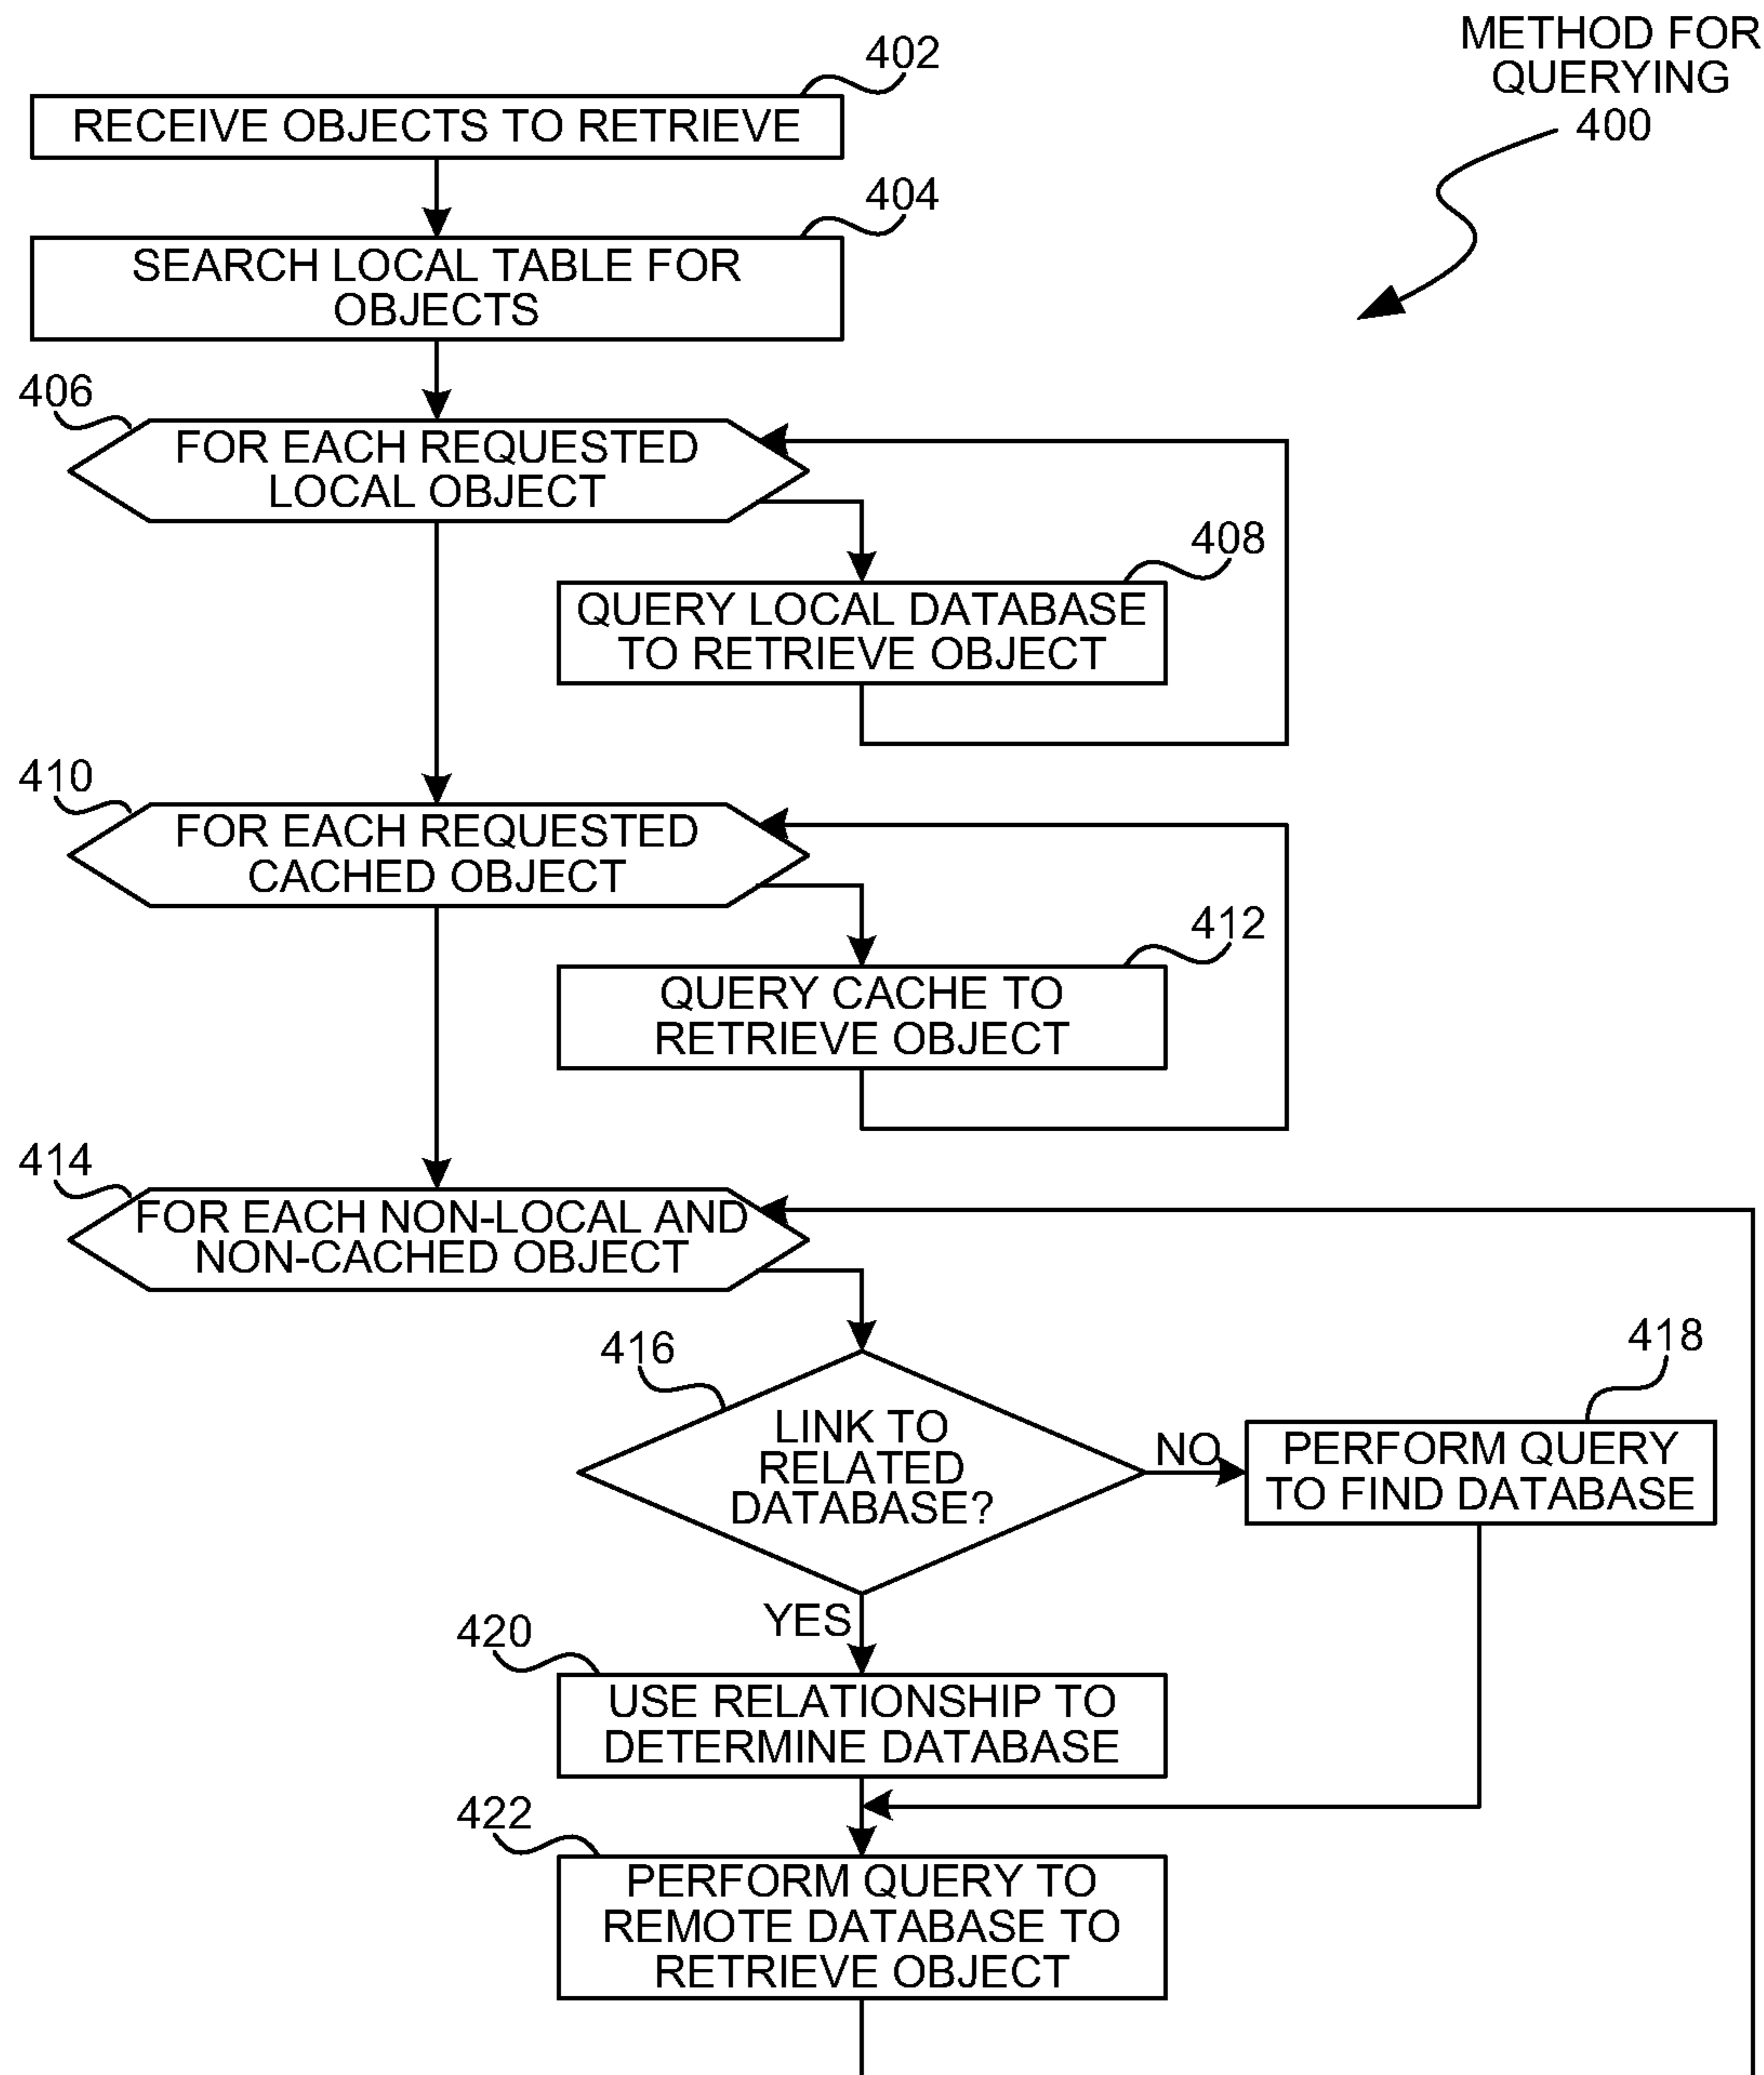 METHOD FOR
QUERYING
400
402
RECEIVE OBJECTS TO RETRIEVE
404
SEARCH LOCAL TABLE FOR
OBJECTS
406
FOR EACH REQUESTED
LOCAL OBJECT
408
QUERY LOCAL DATABASE
TO RETRIEVE OBJECT
410
FOR EACH REQUESTED
CACHED OBJECT
412
QUERY CACHE TO
RETRIEVE OBJECT
414
FOR EACH NON-LOCAL AND
NON-CACHED OBJECT
416
LINK TO
RELATED
DATABASE?
NO
418
PERFORM QUERY
TO FIND DATABASE
YES
420
USE RELATIONSHIP TO
DETERMINE DATABASE
422
PERFORM QUERY TO
REMOTE DATABASE TO
RETRIEVE OBJECT